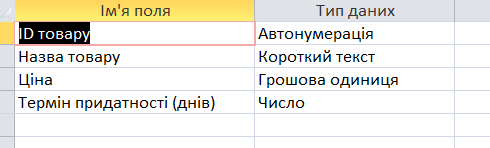 Ім'я поля Тип даних
ID товару Автонумерація
Назва товару Короткий текст
Ціна Грошова одиниця
Термін придатності (днів) Число